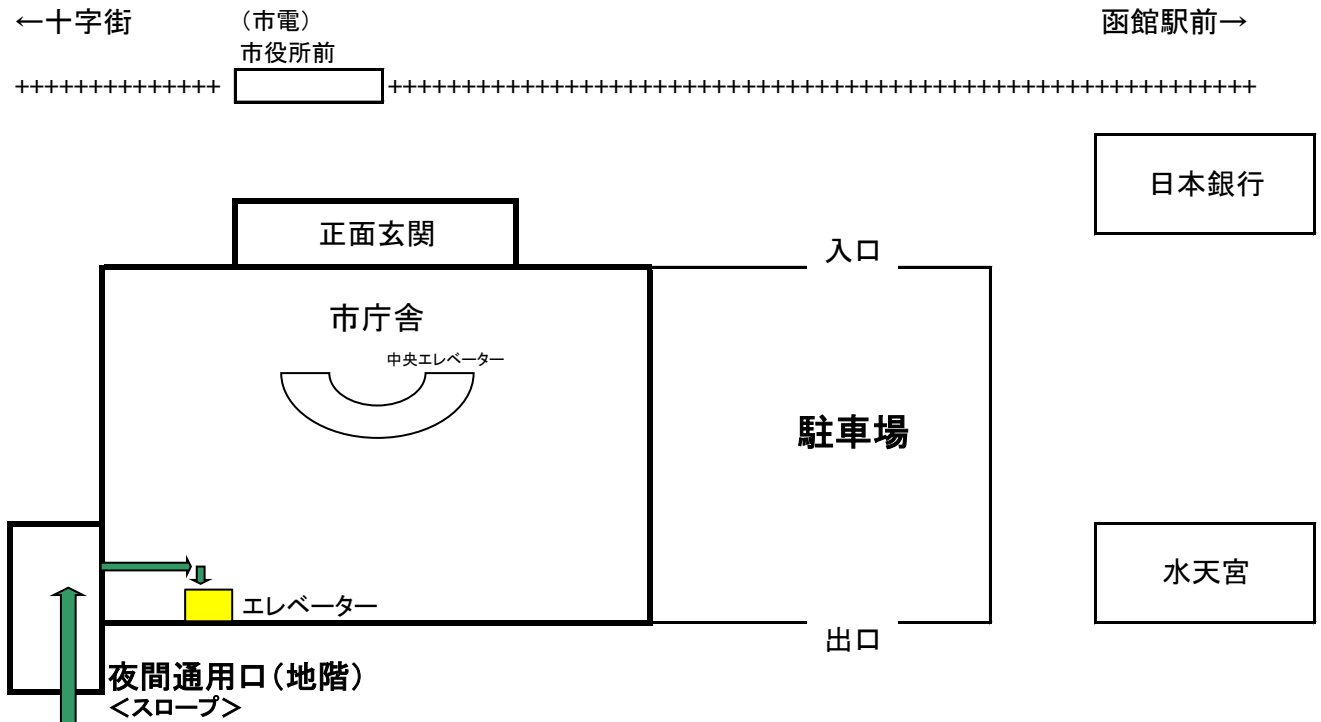 ←十字街
（市電）
市役所前
函館駅前→
日本銀行
正面玄関
入口
市庁舎
中央エレベーター
駐車場
水天宮
エレベーター
出口
夜間通用口（地階）
＜スロープ＞